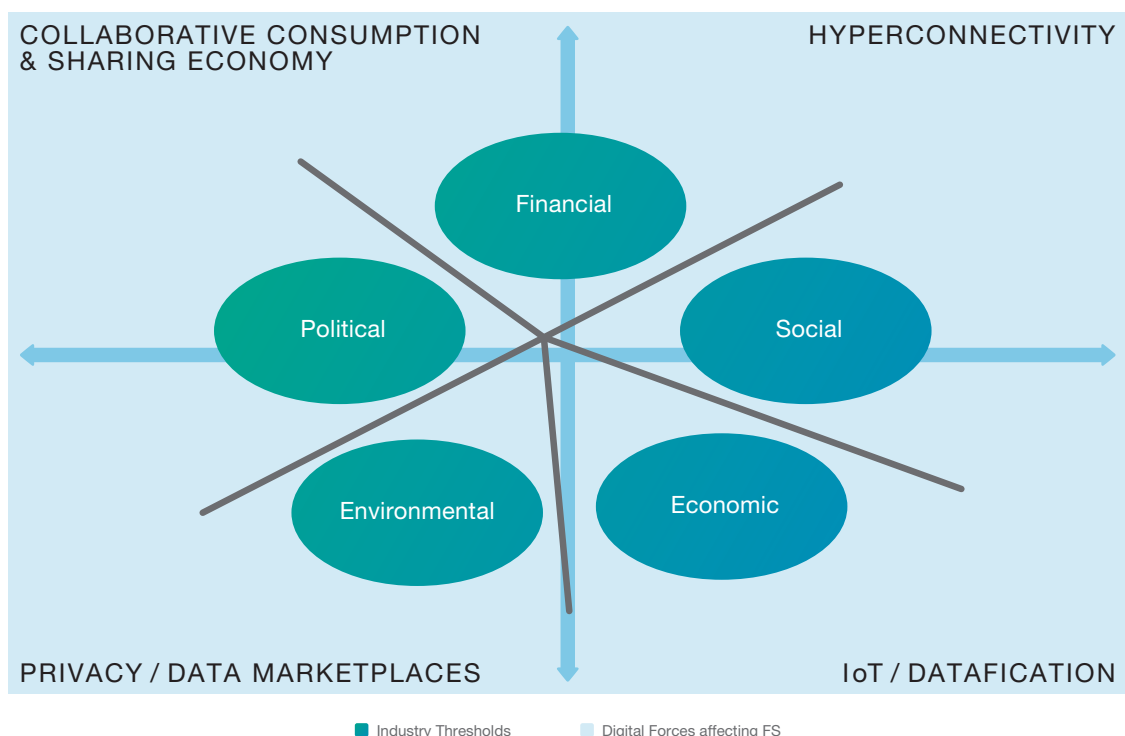 COLLABORATIVE CONSUMPTION
& SHARING ECONOMY
HYPERCONNECTIVITY
Financial
Political
Social
Environmental
Economic
PRIVACY / DATA MARKETPLACES
IoT / DATAFICATION
Industry Thresholds
Digital Forces affecting FS